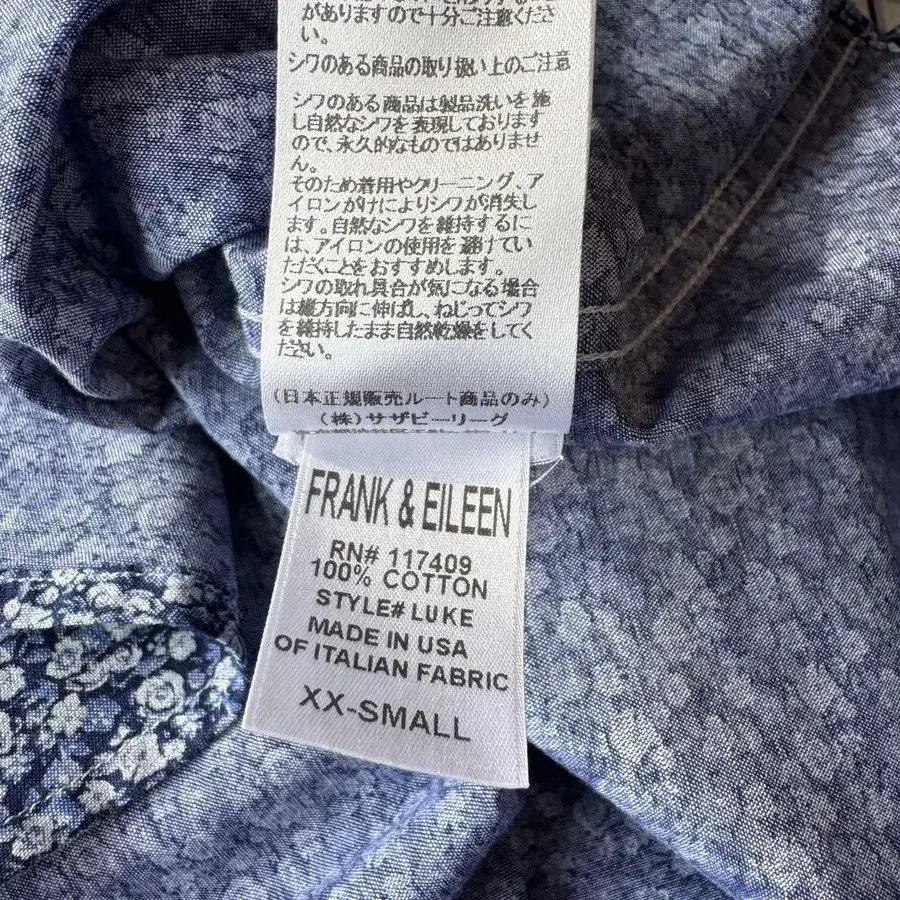 がありますので十分ご注意くださ
い。
シワのある商品の取り扱い上のご注意
シワのある商品は製品洗いを施
し自然なシワを表現しております
ので、永久的なものではありませ
ん。
そのため着用やクリーニング、ア
イロンがけによりシワが消失し
ます。自然なシワを維持するに
は、アイロンの使用を避けてい
ただくことをおすすめします。
シワの取れ具合が気になる場合
は縦方向に伸ばし、ねじってシワ
を維持したまま自然乾燥をしてく
ださい。
(日本正規販売ルート商品のみ)
(株)サザビーリーグ
FRANK & EILEEN
RN# 117409
100% COTTON
STYLE# LUKE
MADE IN USA
OF ITALIAN FABRIC
XX-SMALL